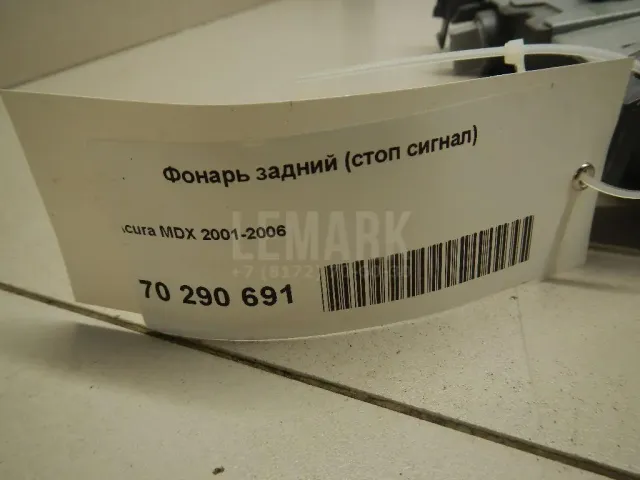 Фонарь задний (стоп сигнал)
cura MDX 2001-2006
LEMARK
70 290 691